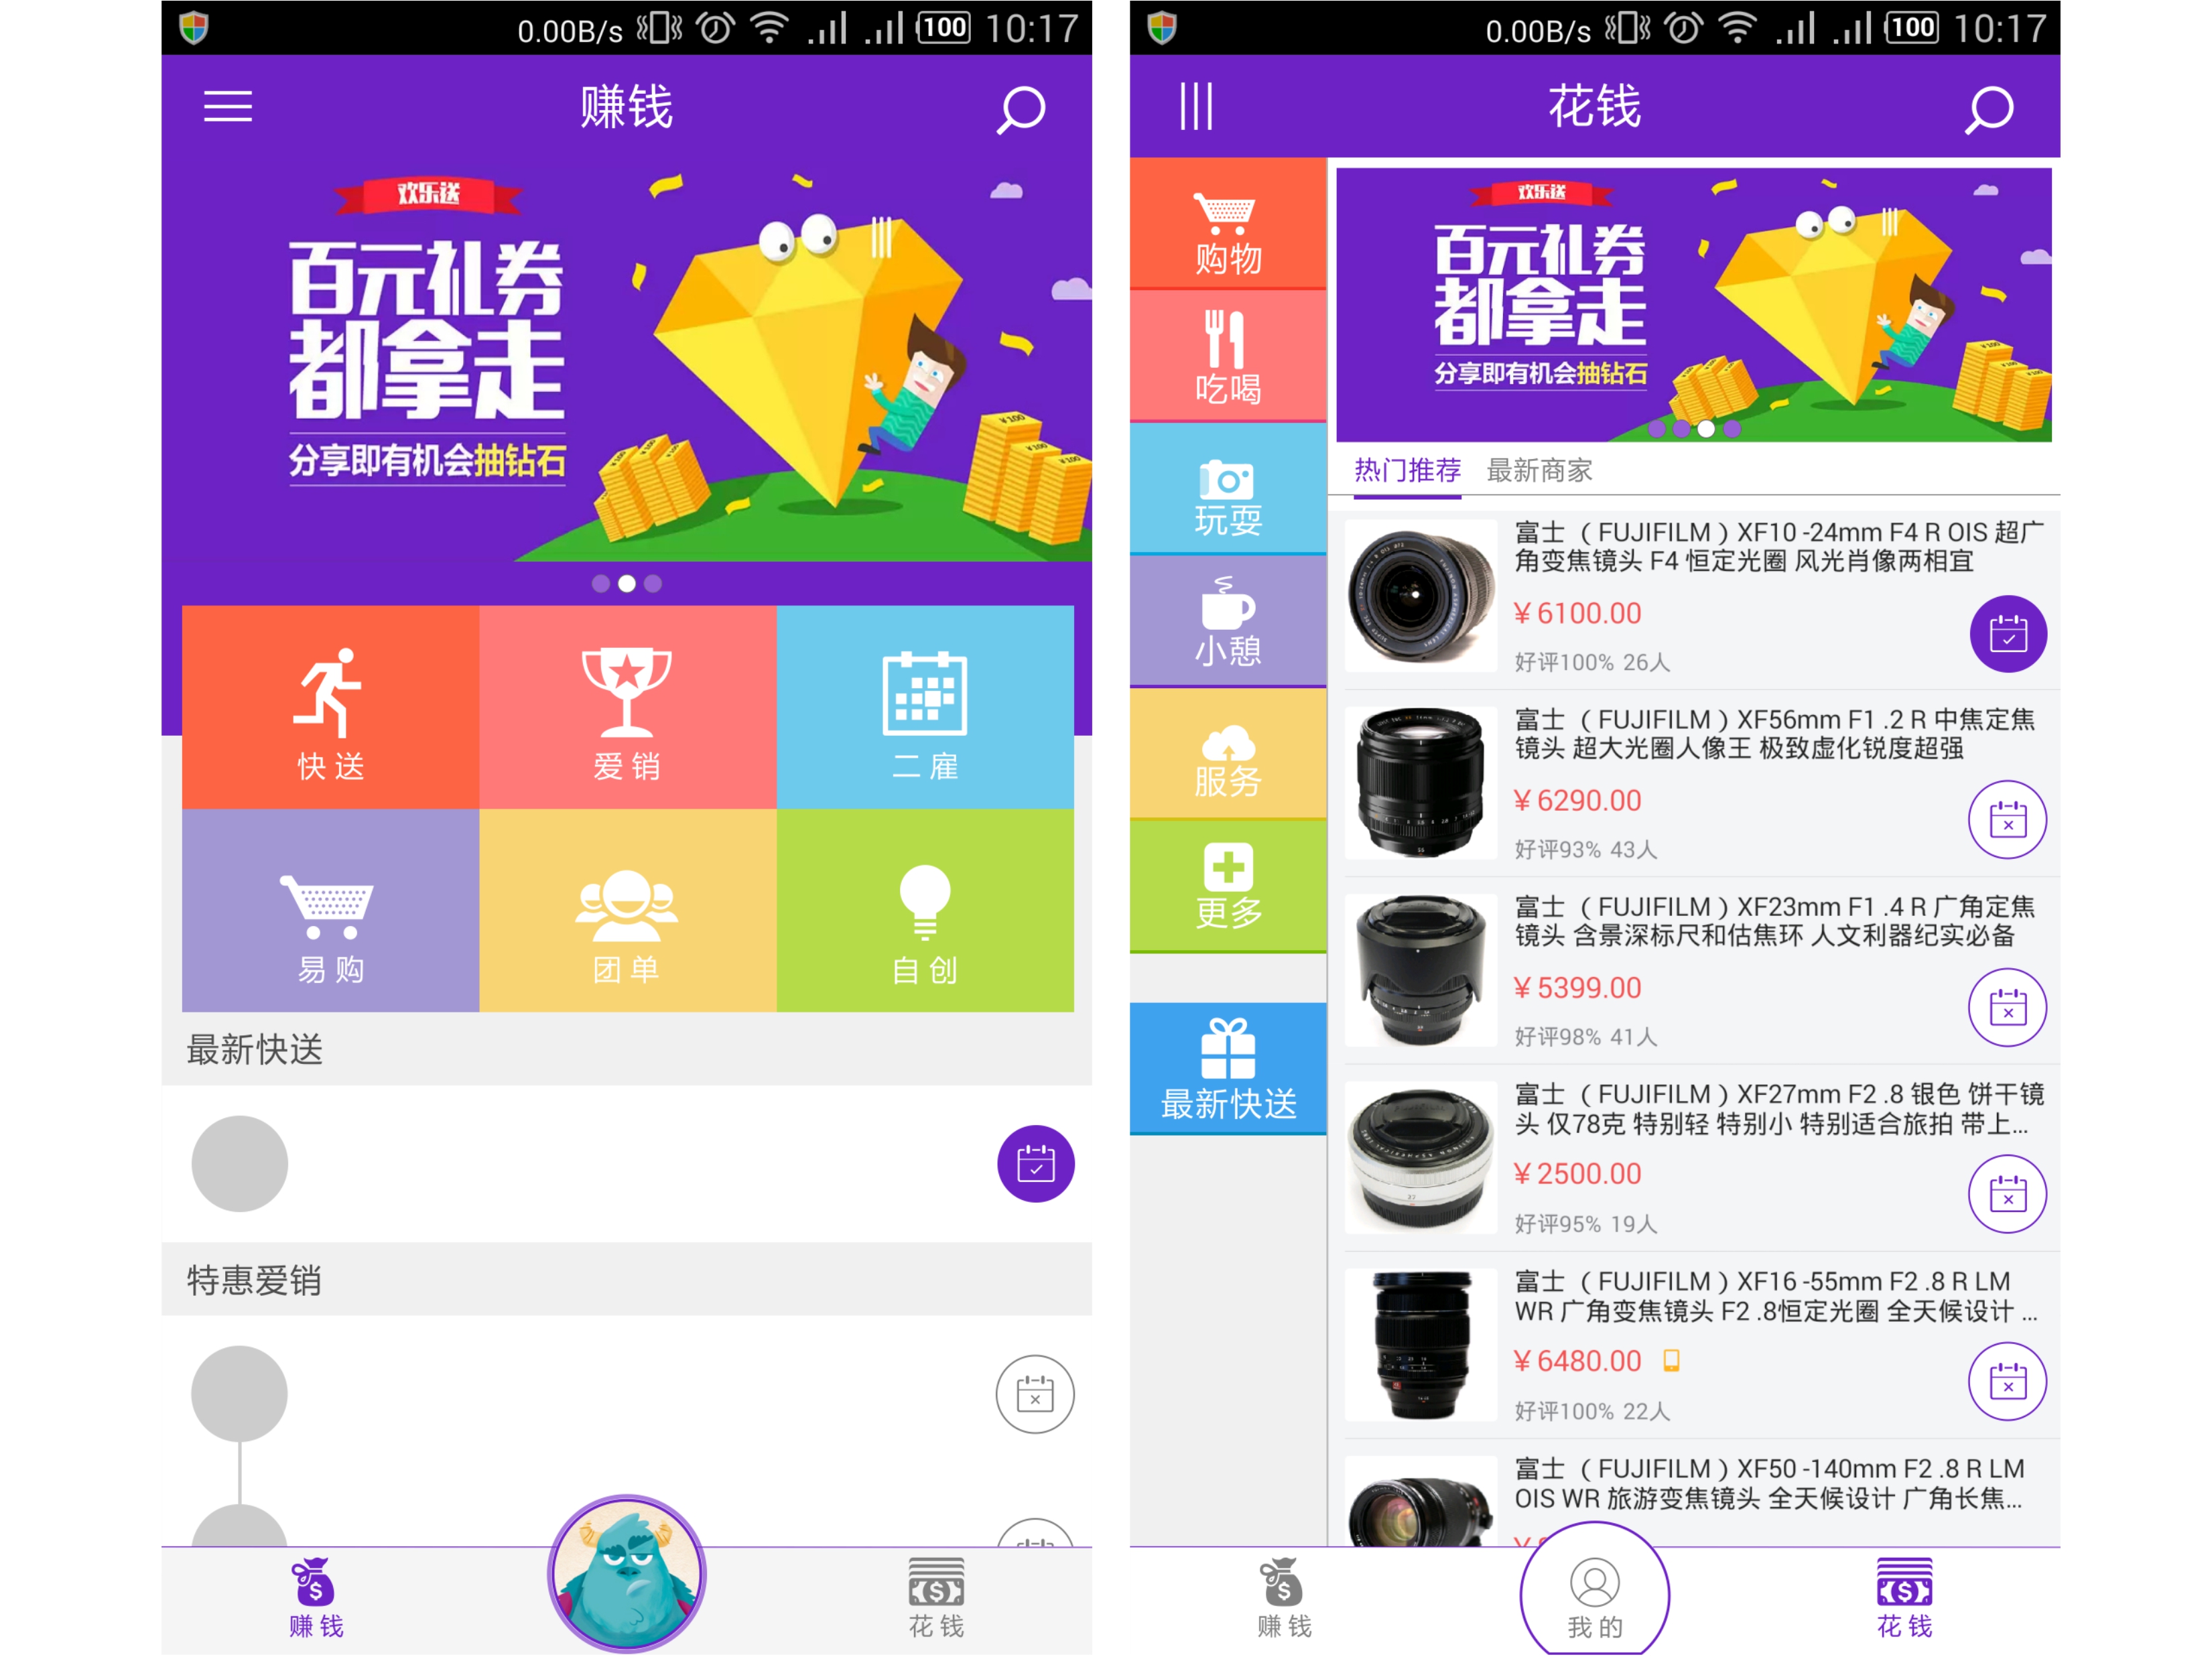 0.00B/s 100 10:17
赚钱
欢乐送
百元礼券
都拿走
分享即有机会抽钻石
快送
爱销
二雇
易购
团单
自创
最新快送
特惠爱销
赚钱
花钱
0.00B/s 100 10:17
花钱
购物
吃喝
玩耍
小憩
服务
更多
最新快送
欢乐送
百元礼券
都拿走
分享即有机会抽钻石
热门推荐 最新商家
富士 （FUJIFILM）XF10 -24mm F4 R OIS 超广
角变焦镜头 F4 恒定光圈 风光肖像两相宜
¥ 6100.00
好评100% 26人
富士 （FUJIFILM）XF56mm F1 .2 R 中焦定焦
镜头 超大光圈人像王 极致虚化锐度超强
¥ 6290.00
好评93% 43人
富士 （FUJIFILM）XF23mm F1 .4 R 广角定焦
镜头 含景深标尺和估焦环 人文利器纪实必备
¥ 5399.00
好评98% 41人
富士 （FUJIFILM）XF27mm F2 .8 银色 饼干镜
头 仅78克 特别轻 特别小 特别适合旅拍 带上...
¥ 2500.00
好评95% 19人
富士 （FUJIFILM）XF16 -55mm F2 .8 R LM
WR 广角变焦镜头 F2 .8恒定光圈 全天候设计 ...
¥ 6480.00
好评100% 22人
富士 （FUJIFILM）XF50 -140mm F2 .8 R LM
OIS WR 旅游变焦镜头 全天候设计 广角长焦...
赚钱
我的
花钱